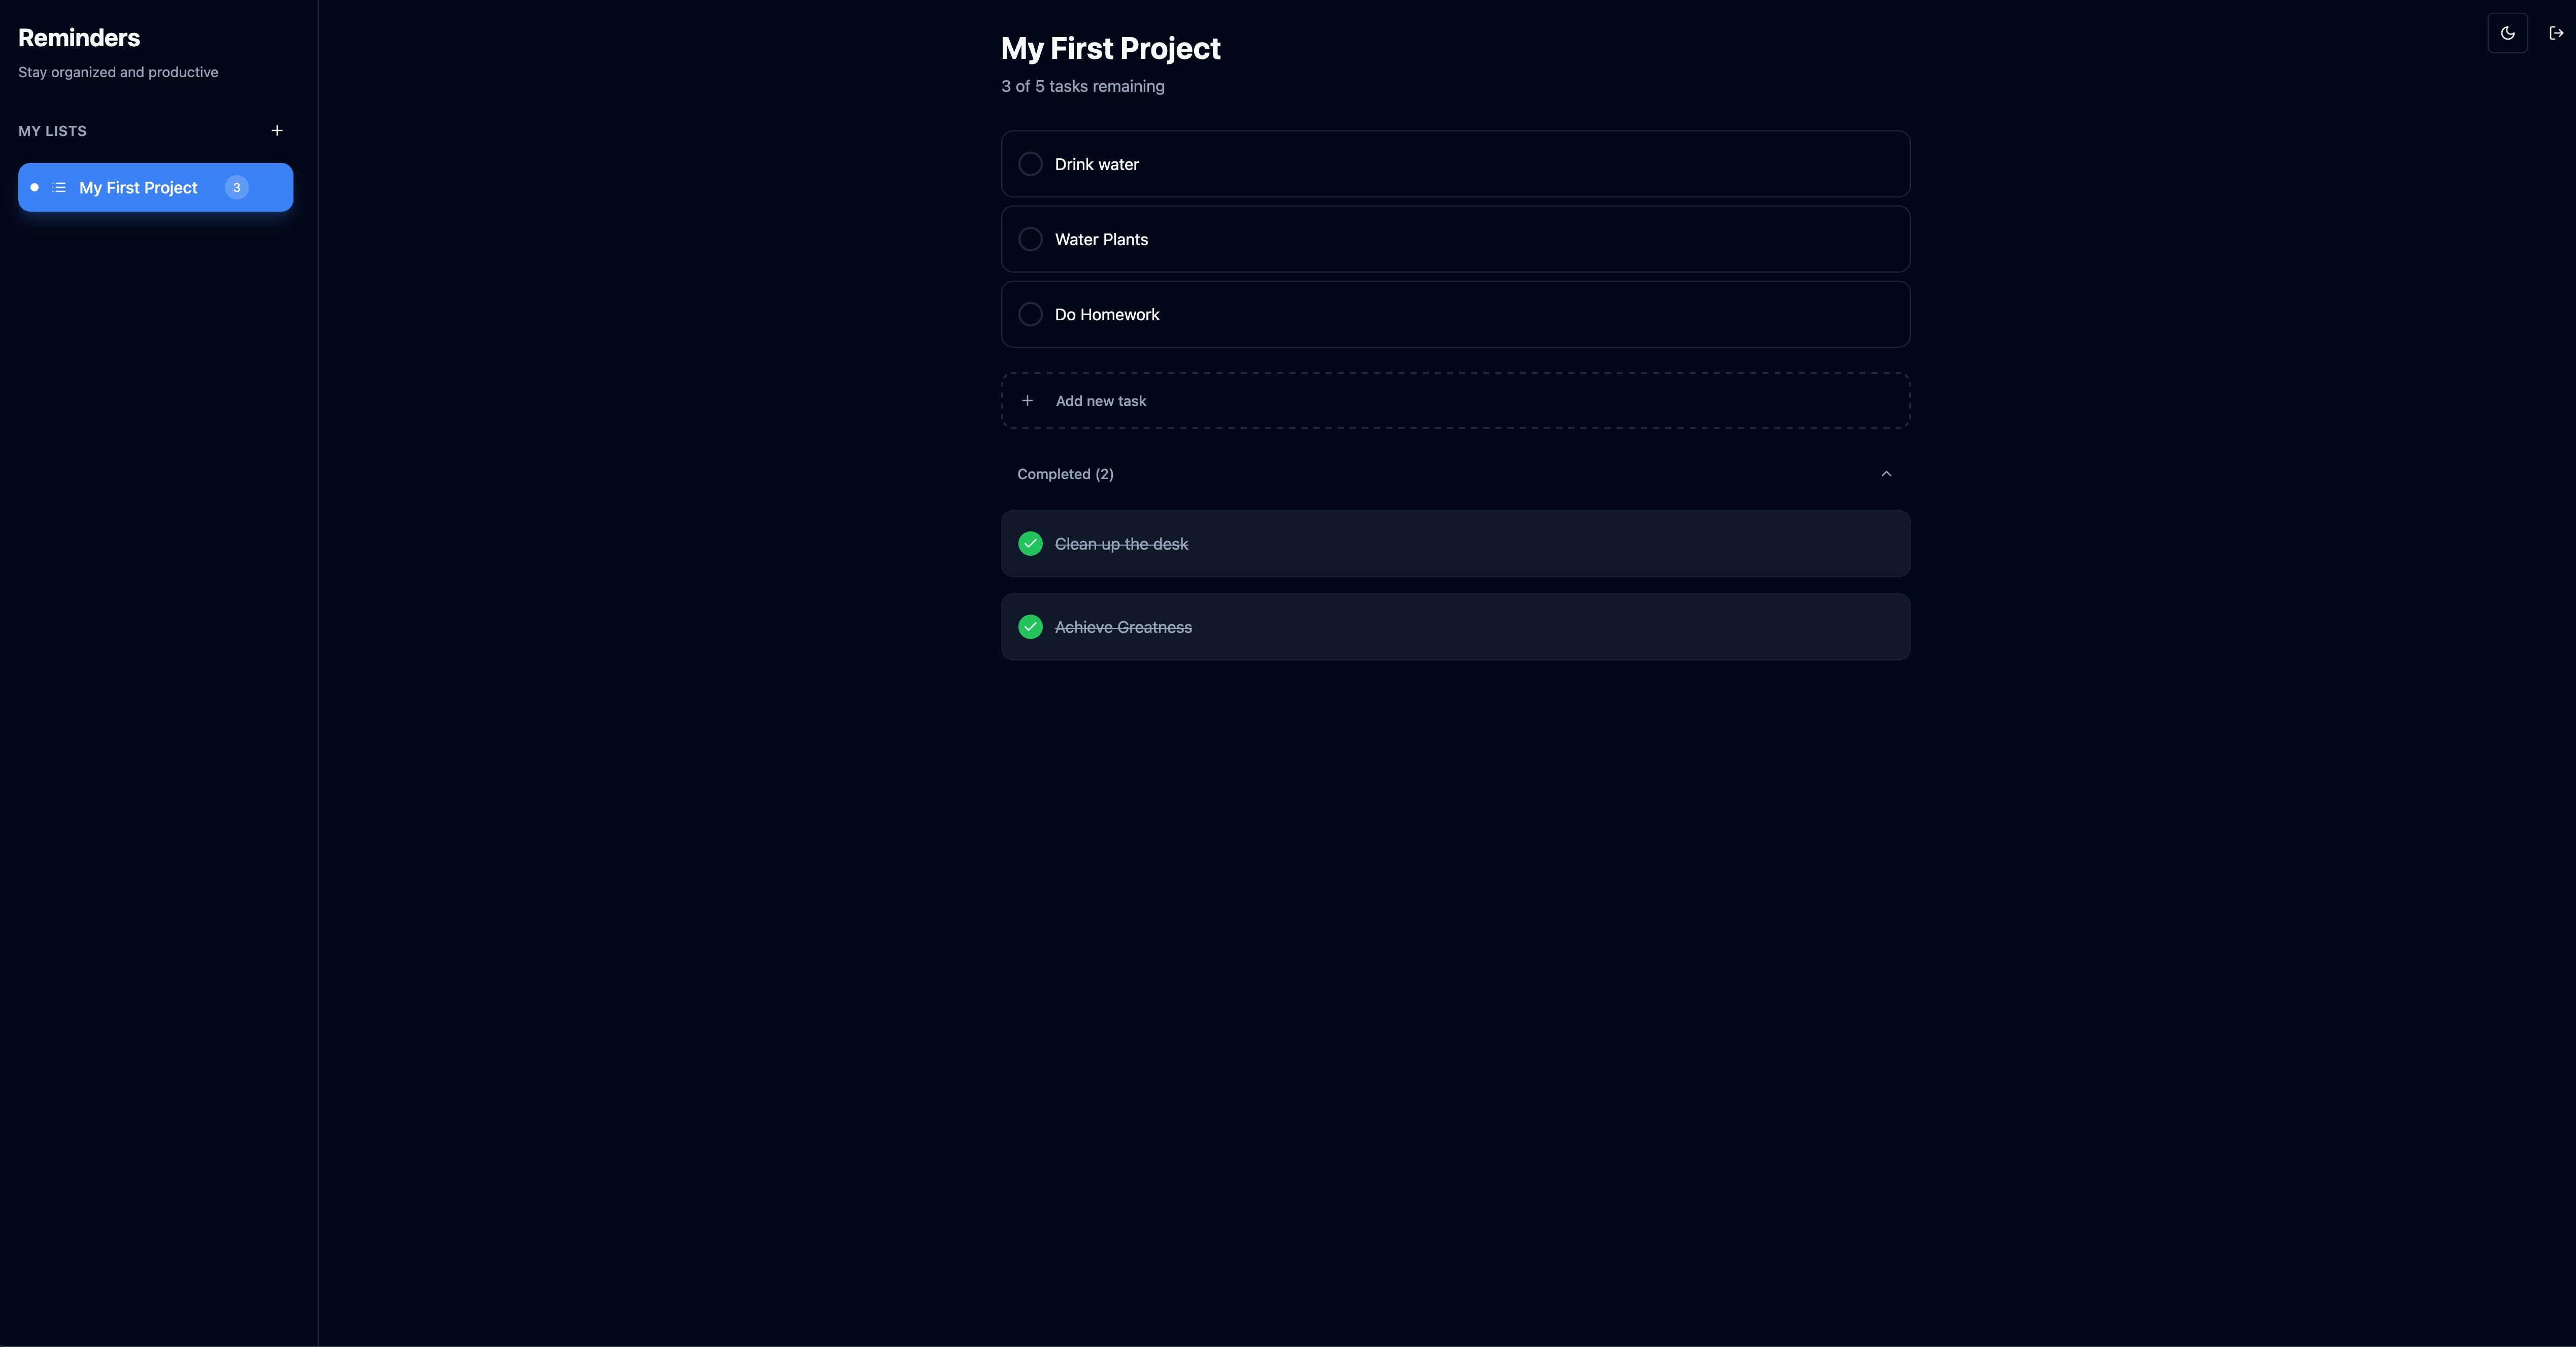 Reminders
Stay organized and productive
MY LISTS
My First Project 3
My First Project
3 of 5 tasks remaining
Drink water
Water Plants
Do Homework
Add new task
Completed (2)
Clean up the desk
Achieve Greatness